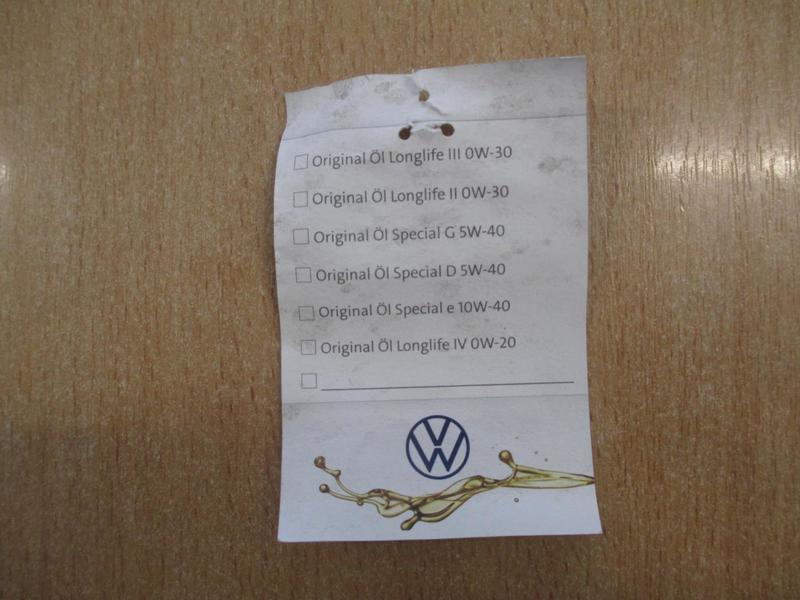 Original Öl Longlife III 0W-30
Original Öl Longlife II 0W-30
Original Öl Special G 5W-40
Original Öl Special D 5W-40
Original Öl Special e 10W-40
Original Öl Longlife IV 0W-20
VW